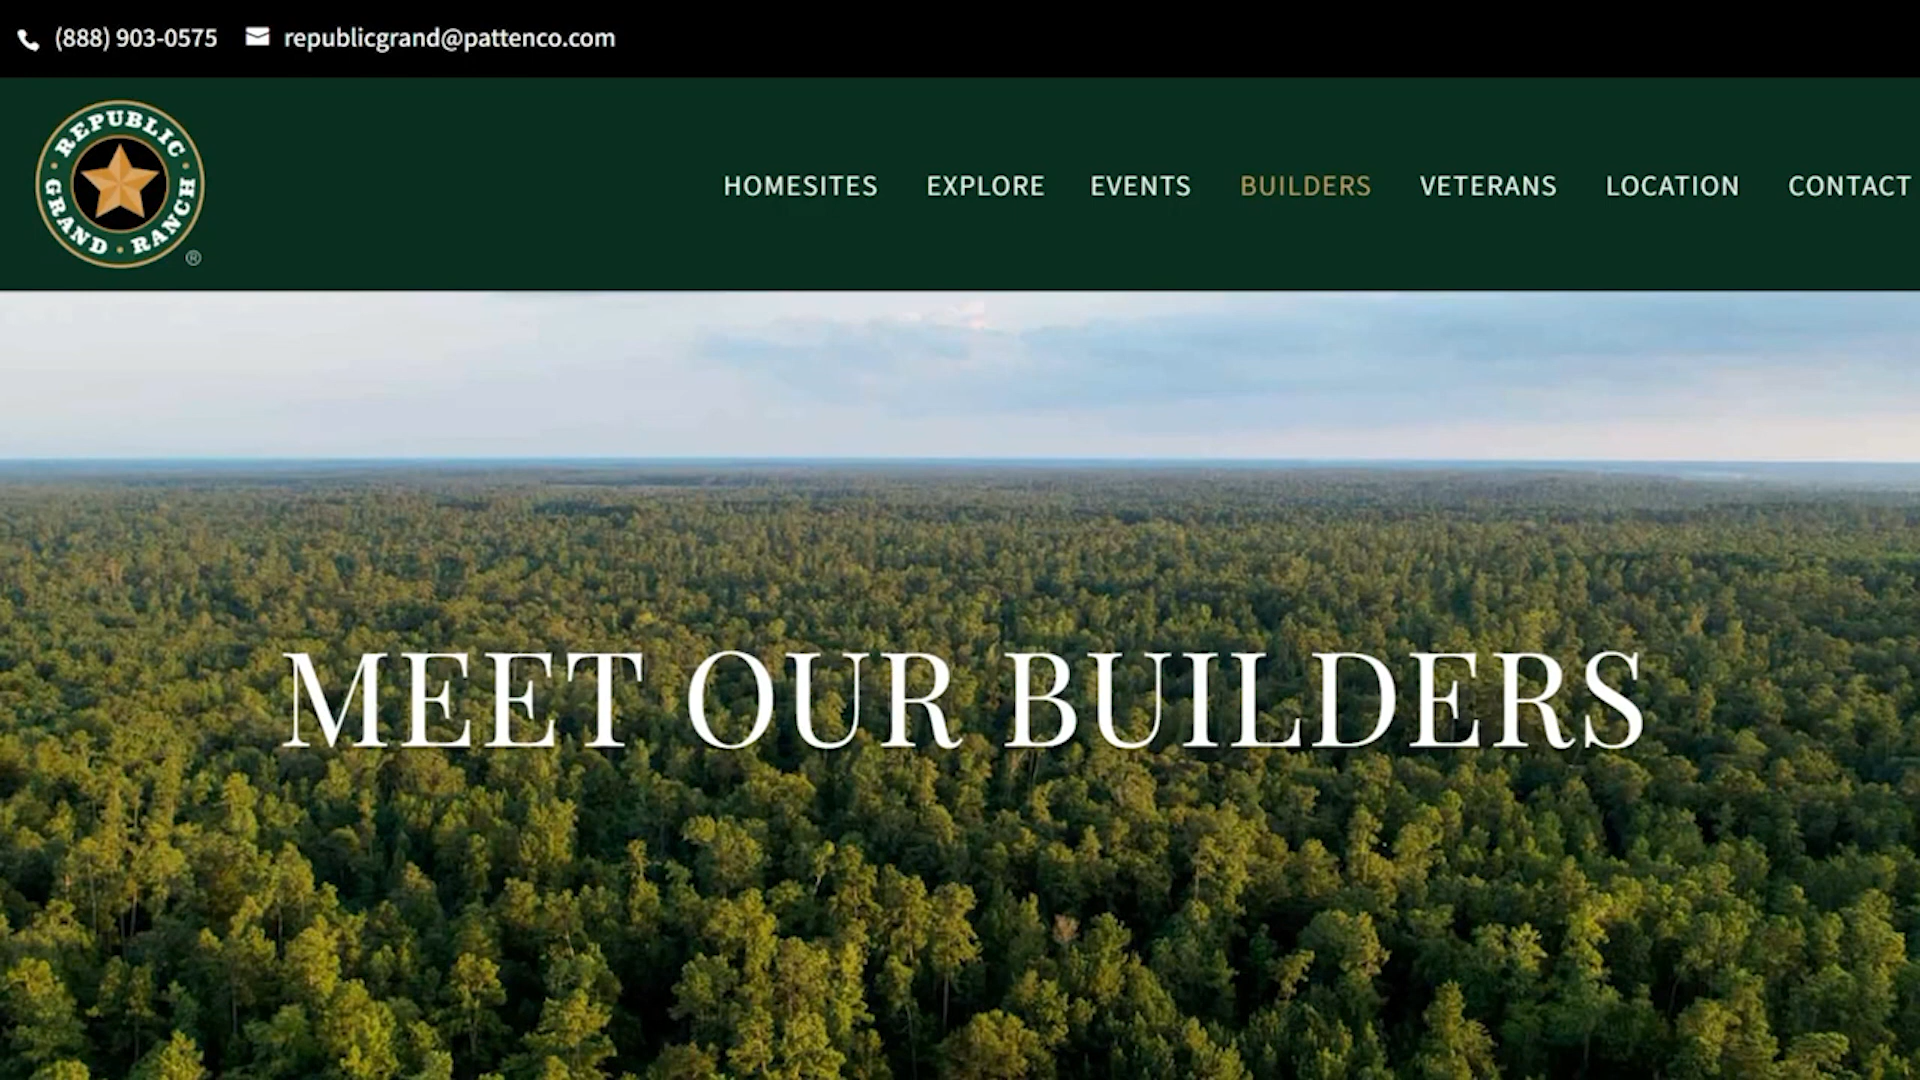 (888) 903-0575 republicgrand@pattenco.com
REPUBLIC
GRAND RANCH
®
HOMESITES EXPLORE EVENTS BUILDERS VETERANS LOCATION CONTACT
MEET OUR BUILDERS